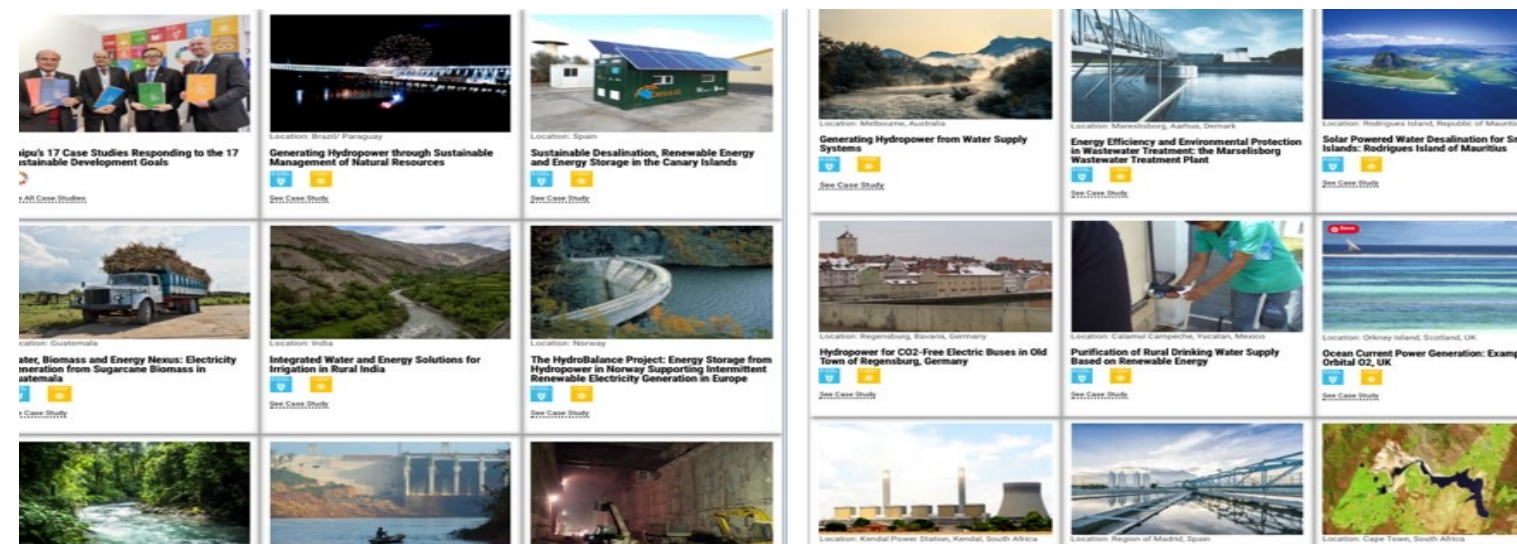 Location: Brazil/ Paraguay
Location: Spain
17 Case Studies Responding to the 17
Development Goals
Generating Hydropower through Sustainable
Management of Natural Resources
Sustainable Desalination, Renewable Energy
and Energy Storage in the Canary Islands
All Case Studies
See Case Study
See Case Study
Guatemala
Location: India
Location: Norway
Biomass and Energy Nexus: Electricity
from Sugarcane Biomass in
Integrated Water and Energy Solutions for
Irrigation in Rural India
The HydroBalance Project: Energy Storage from
Hydropower in Norway Supporting Intermittent
Renewable Electricity Generation in Europe
Case Study
See Case Study
See Case Study
Location: Melbourne, Australia
Location: Mareslisborg, Aarhus, Demark
Location: Rodrigues Island, Republic of
Generating Hydropower from Water Supply
Systems
Energy Efficiency and Environmental Protection
in Wastewater Treatment: the Marselisborg
Wastewater Treatment Plant
Solar Powered Water Desalination for
Islands: Rodrigues Island of Mauritius
See Case Study
See Case Study
See Case Study
Save
Location: Regensburg, Bavaria, Germany
Location: Calamul Campeche, Yucatan, Mexico
Location: Orkney Island, Scotland, UK
Hydropower for CO2-Free Electric Buses in Old
Town of Regensburg, Germany
Purification of Rural Drinking Water Supply
Based on Renewable Energy
Ocean Current Power Generation:
Orbital O2, UK
See Case Study
See Case Study
See Case Study
Location: Kendal Power Station, Kendal, South Africa
Location: Region of Madrid, Spain
Location: Cape Town, South Africa